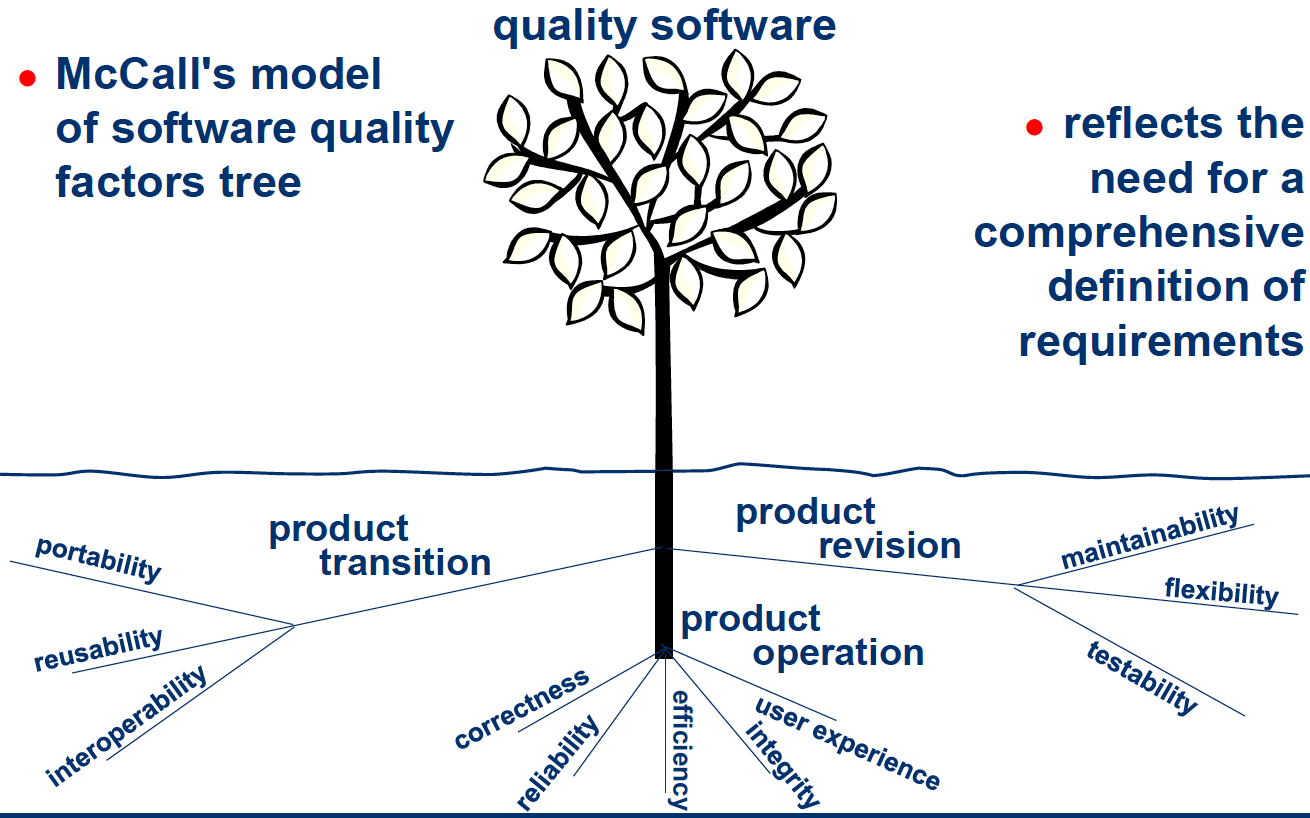 quality software
• McCall's model
of software quality
factors tree
• reflects the
need for a
comprehensive
definition of
requirements
product
transition
portability
reusability
interoperability
product
revision
maintainability
flexibility
testability
product
operation
correctness
reliability
efficiency
integrity
user experience